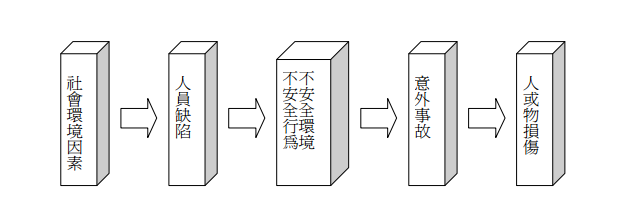 社會環境因素
人員缺陷
不安全環境
不安全行爲
意外事故
人或物損傷